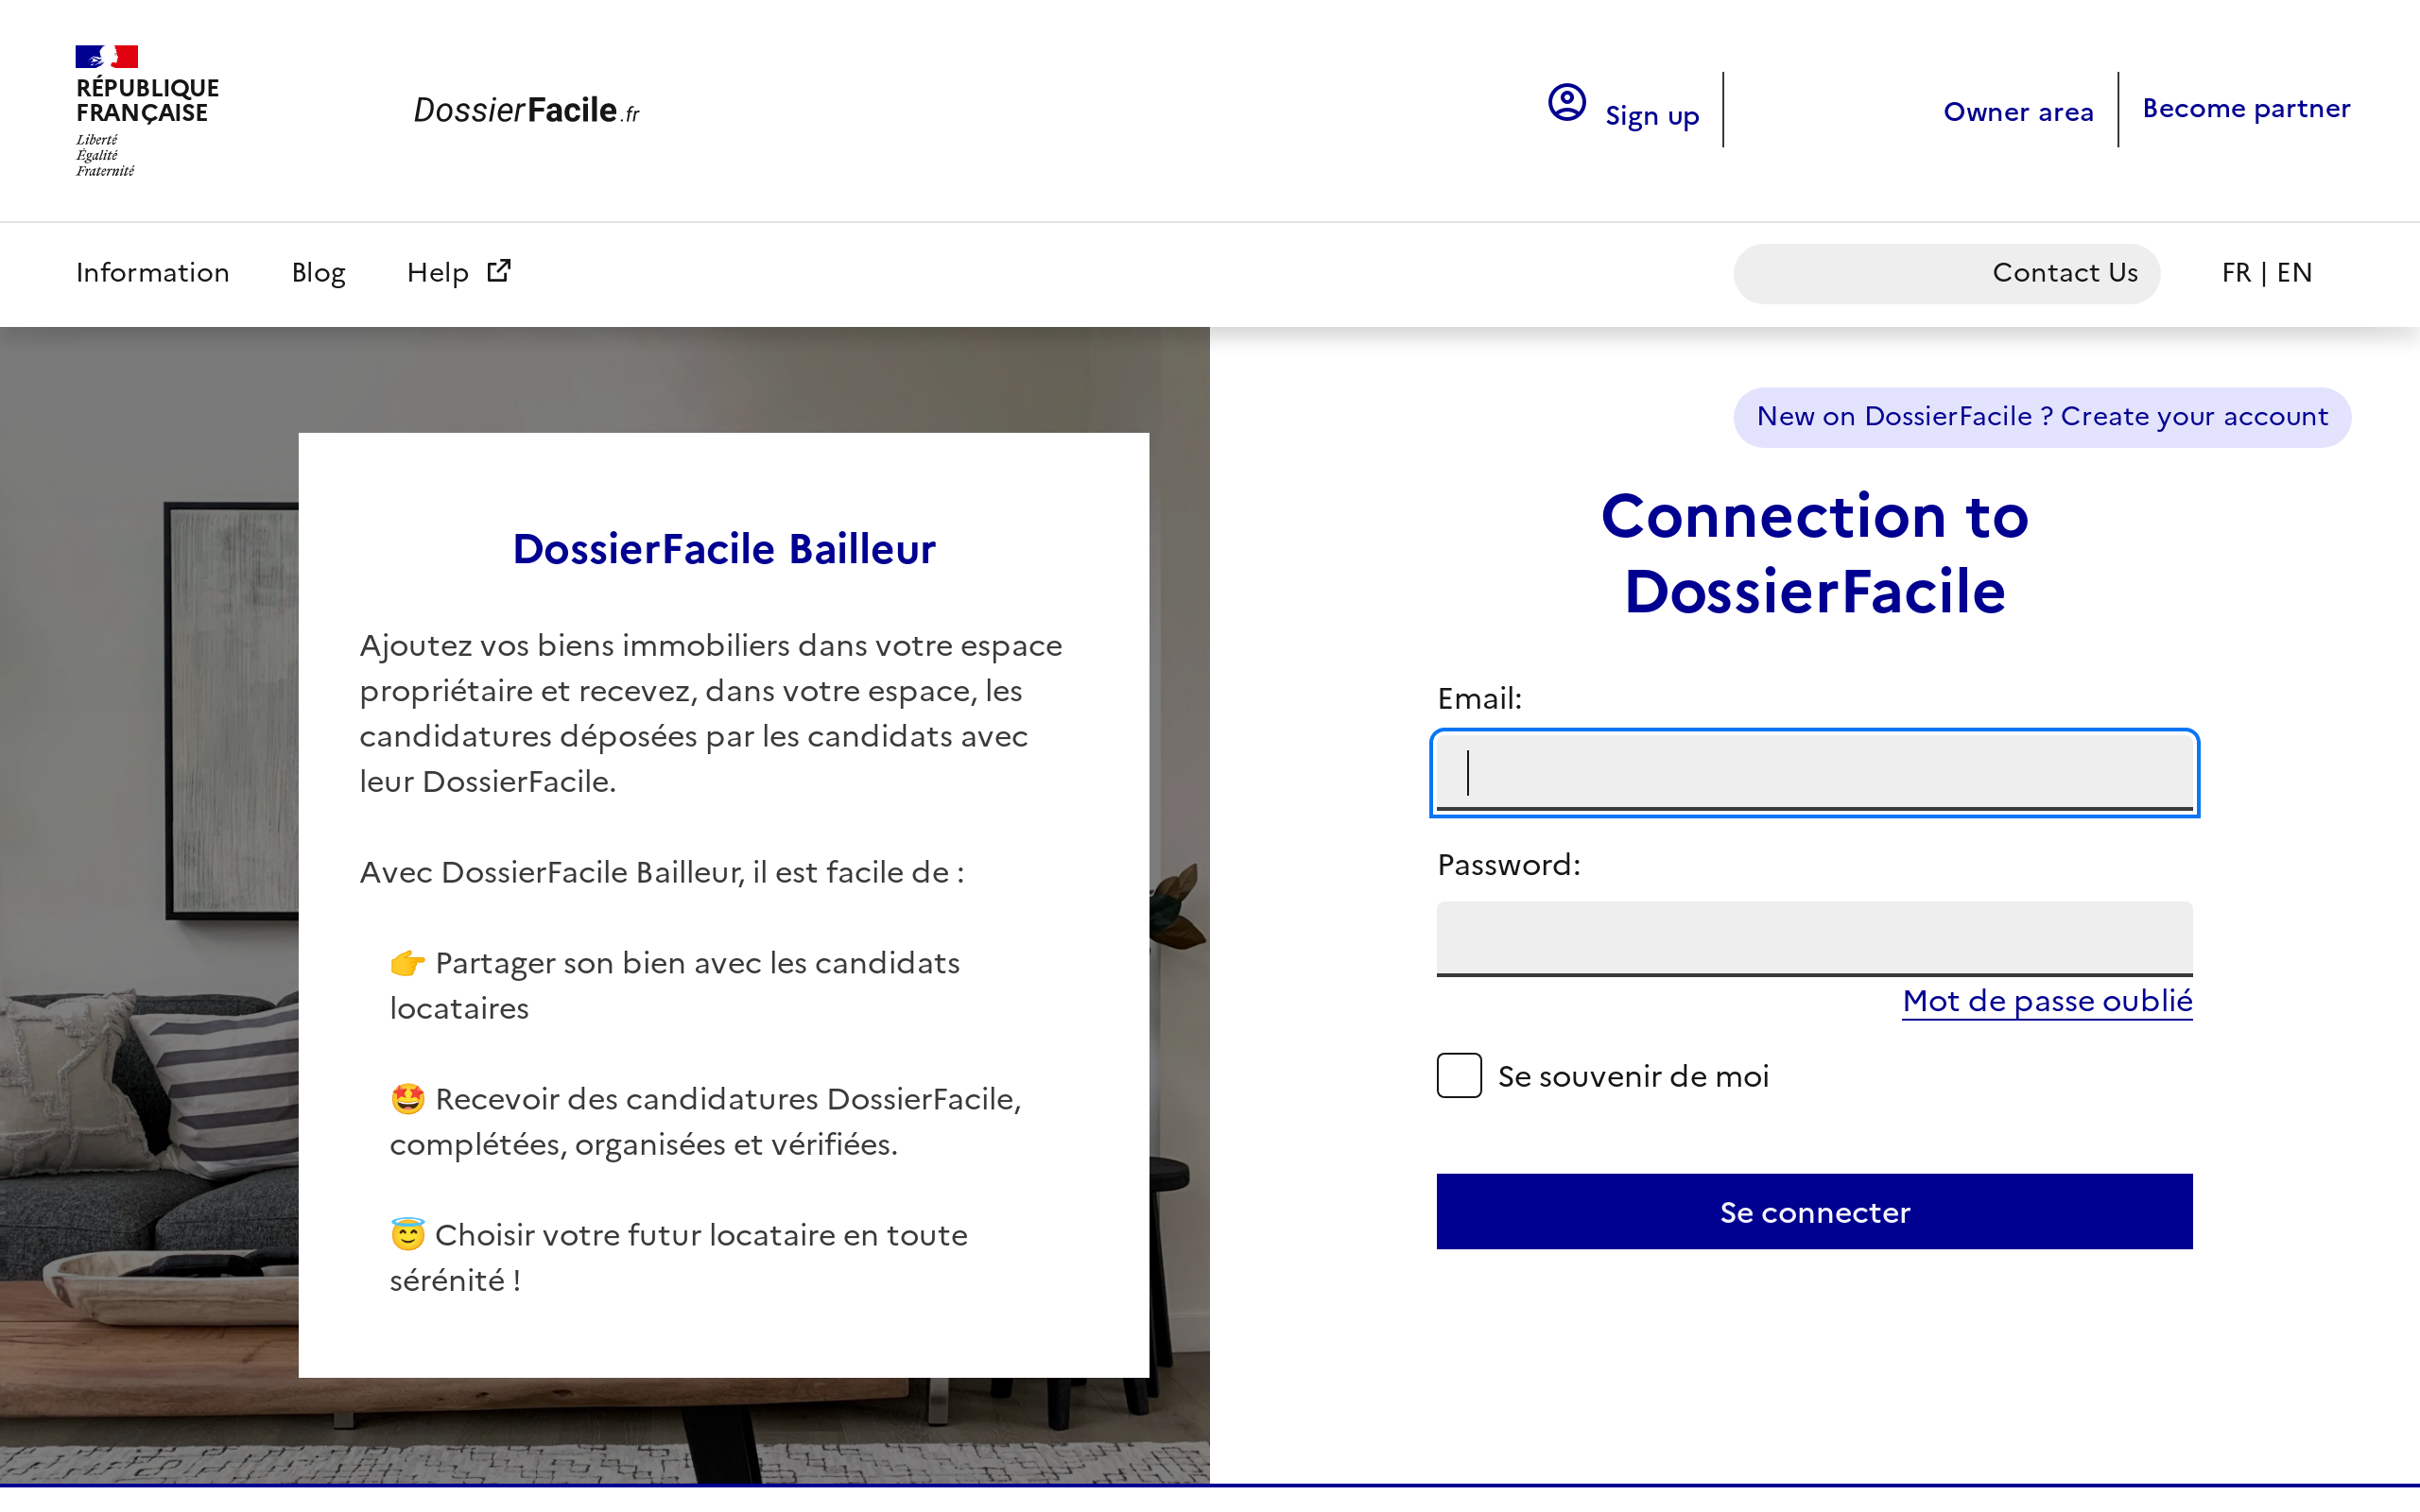 RÉPUBLIQUE
FRANÇAISE
Liberté
Égalité
Fraternité
DossierFacile.fr
Sign up
Owner area
Become partner
Information
Blog
Help
Contact Us
FR | EN
DossierFacile Bailleur
Ajoutez vos biens immobiliers dans votre espace
propriétaire et recevez, dans votre espace, les
candidatures déposées par les candidats avec
leur DossierFacile.
Avec DossierFacile Bailleur, il est facile de :
👉 Partager son bien avec les candidats
locataires
🤩 Recevoir des candidatures DossierFacile,
complétées, organisées et vérifiées.
😇 Choisir votre futur locataire en toute
sérénité !
New on DossierFacile ? Create your account
Connection to
DossierFacile
Email:
Password:
Mot de passe oublié
Se souvenir de moi
Se connecter